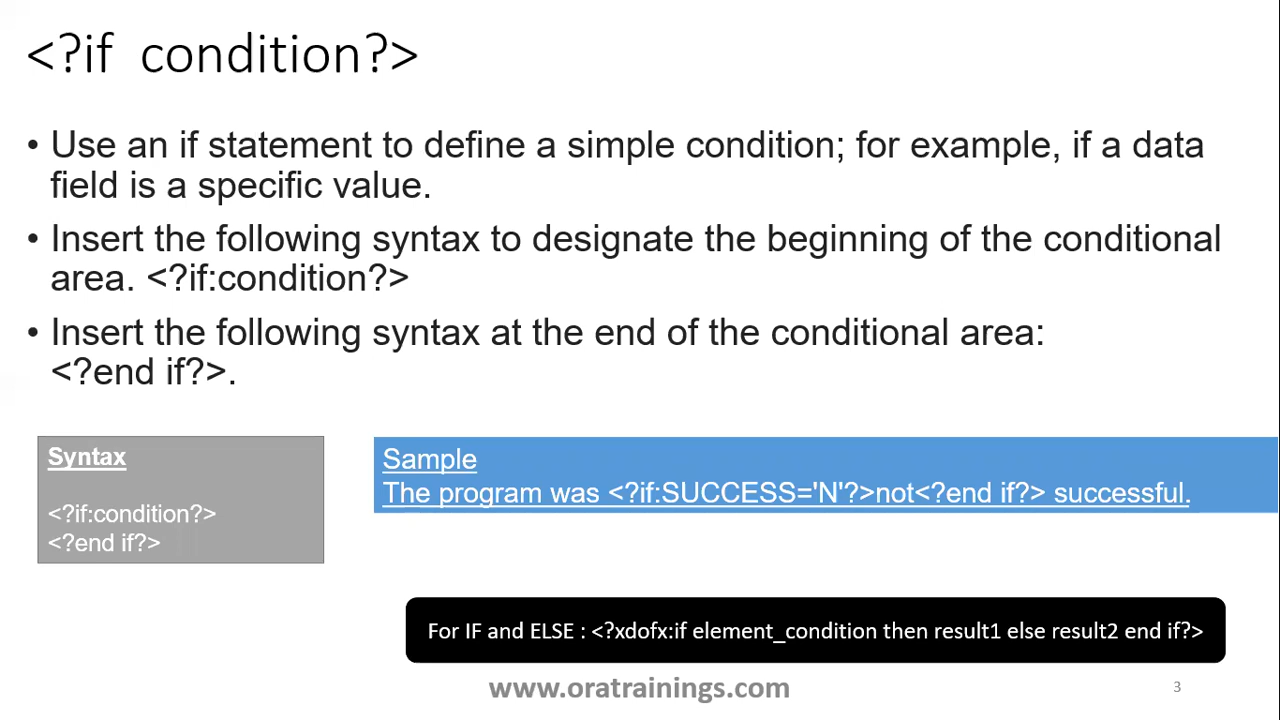 <?if condition?>
• Use an if statement to define a simple condition; for example, if a data
field is a specific value.
• Insert the following syntax to designate the beginning of the conditional
area. <?if:condition?>
• Insert the following syntax at the end of the conditional area:
<?end if?>.
Syntax
<?if:condition?>
<?end if?>
Sample
The program was <?if:SUCCESS='N'?>not<?end if?> successful.
For IF and ELSE : <?xdofx:if element_condition then result1 else result2 end if?>
www.oratrainings.com
3